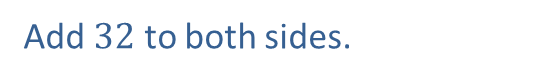 Add 32 to both sides.